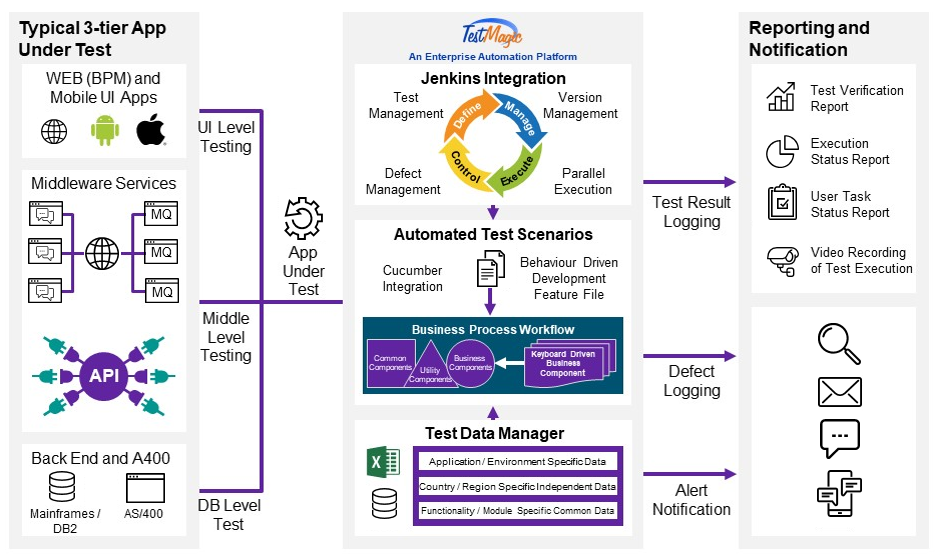 Typical 3-tier App
Under Test
WEB (BPM) and
Mobile UI Apps
Middleware Services
MQ
MQ
MQ
API
Back End and A400
Mainframes /
DB2
AS/400
UI Level
Testing
Middle
Level
Testing
DB Level
Test
App
Under
Test
TestMagic
An Enterprise Automation Platform
Jenkins Integration
Test
Management
Version
Management
Define
Manage
Control
Execute
Defect
Management
Parallel
Execution
Automated Test Scenarios
Cucumber
Integration
Behaviour Driven
Development
Feature File
Business Process Workflow
Common
Components
Utility
Components
Business
Components
Keyboard Driven
Business
Component
Test Data Manager
X
Application / Environment Specific Data
Country / Region Specific Independent Data
Functionality / Module Specific Common Data
Test Result
Logging
Defect
Logging
Alert
Notification
Reporting and
Notification
Test Verification
Report
Execution
Status Report
User Task
Status Report
Video Recording
of Test Execution